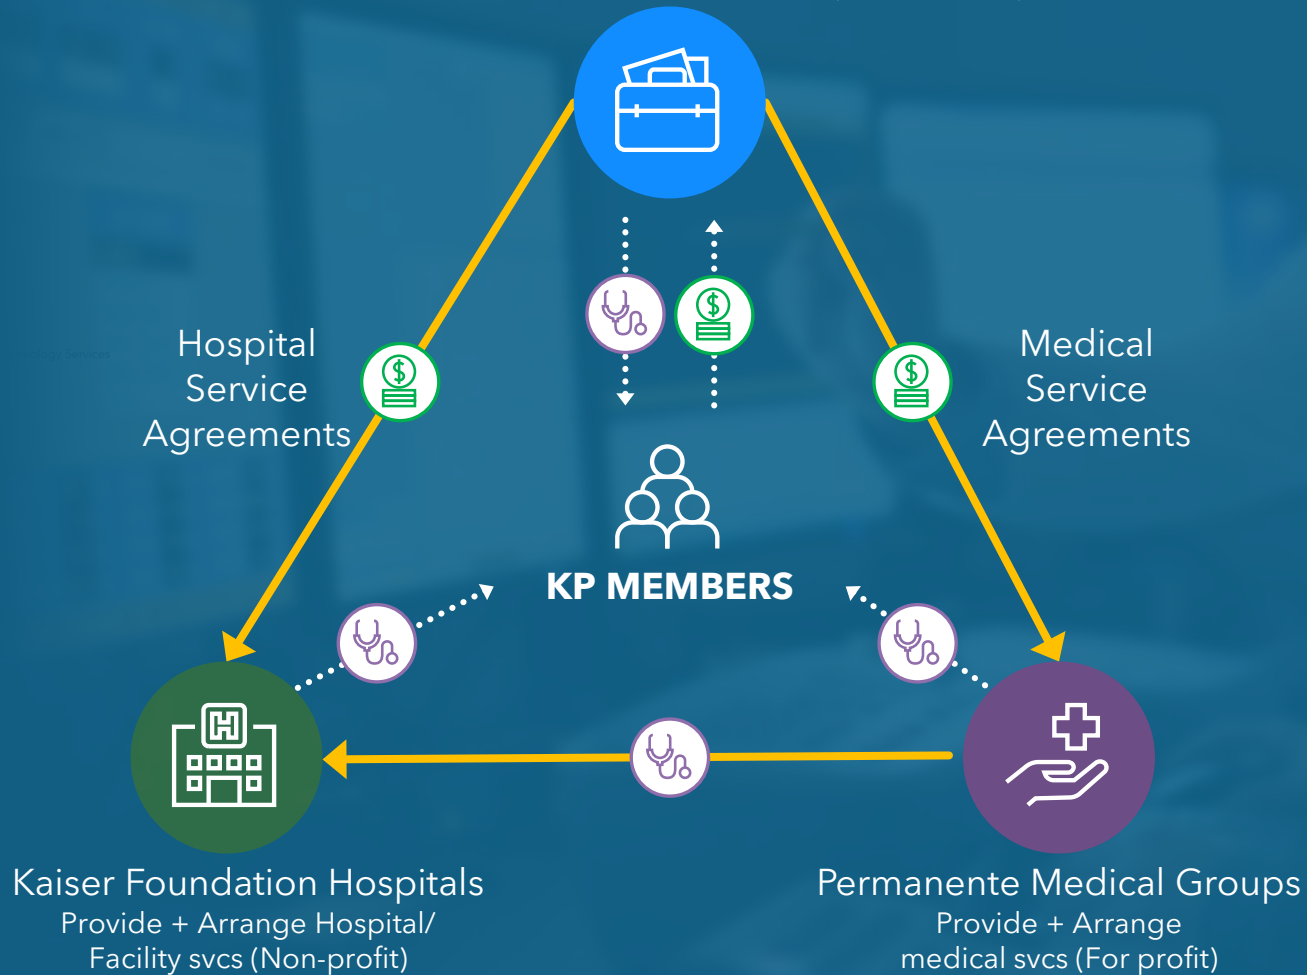 Hospital
Service
Agreements
Medical
Service
Agreements
KP MEMBERS
Kaiser Foundation Hospitals
Provide + Arrange Hospital/
Facility svcs (Non-profit)
Permanente Medical Groups
Provide + Arrange
medical svcs (For profit)